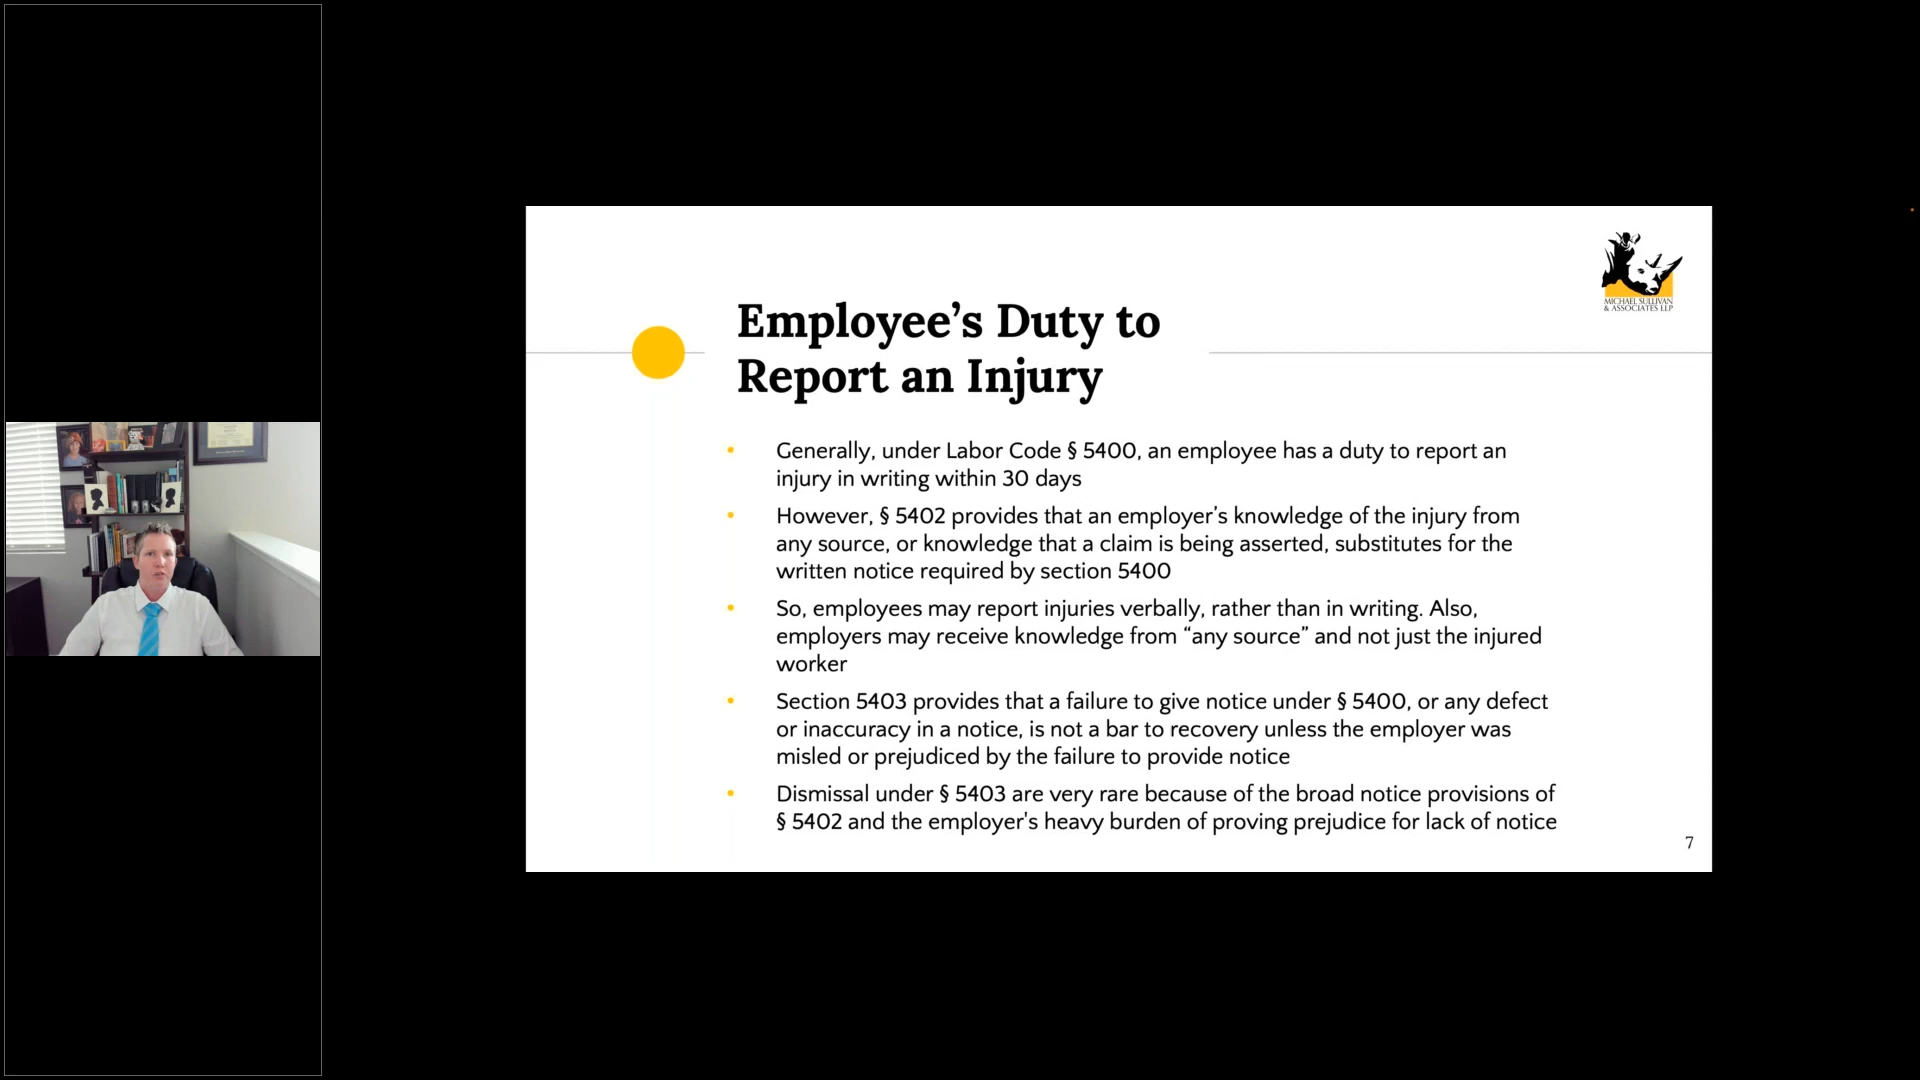 MICHAEL SULLIVAN
& ASSOCIATES LLP
Employee’s Duty to
Report an Injury
• Generally, under Labor Code § 5400, an employee has a duty to report an
injury in writing within 30 days
• However, § 5402 provides that an employer’s knowledge of the injury from
any source, or knowledge that a claim is being asserted, substitutes for the
written notice required by section 5400
• So, employees may report injuries verbally, rather than in writing. Also,
employers may receive knowledge from “any source” and not just the injured
worker
• Section 5403 provides that a failure to give notice under § 5400, or any defect
or inaccuracy in a notice, is not a bar to recovery unless the employer was
misled or prejudiced by the failure to provide notice
• Dismissal under § 5403 are very rare because of the broad notice provisions of
§ 5402 and the employer's heavy burden of proving prejudice for lack of notice
7